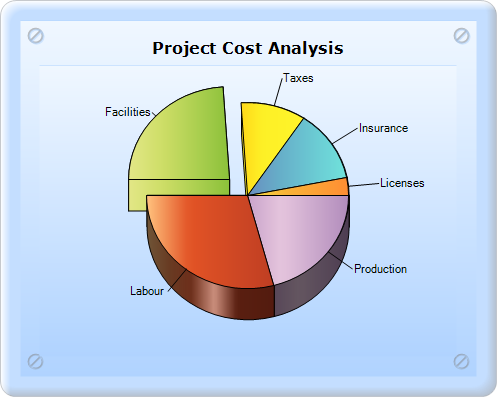 Project Cost Analysis
Taxes
Facilities
Insurance
Licenses
Production
Labour